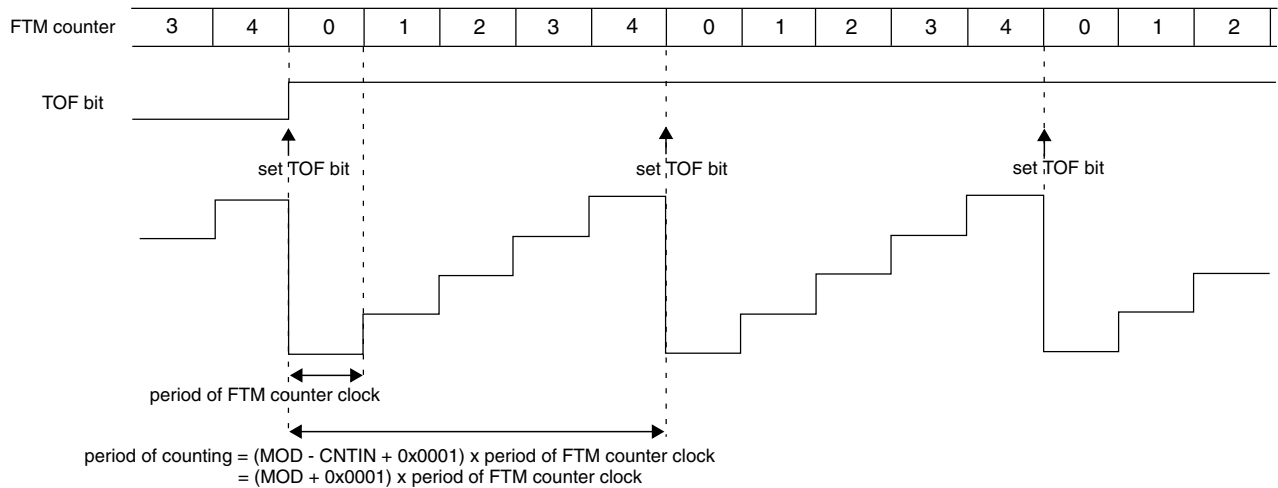 FTM counter 3 4 0 1 2 3 4 0 1 2 3 4 0 1 2
TOF bit
set TOF bit set TOF bit set TOF bit
period of FTM counter clock
period of counting = (MOD - CNTIN + 0x0001) x period of FTM counter clock
= (MOD + 0x0001) x period of FTM counter clock